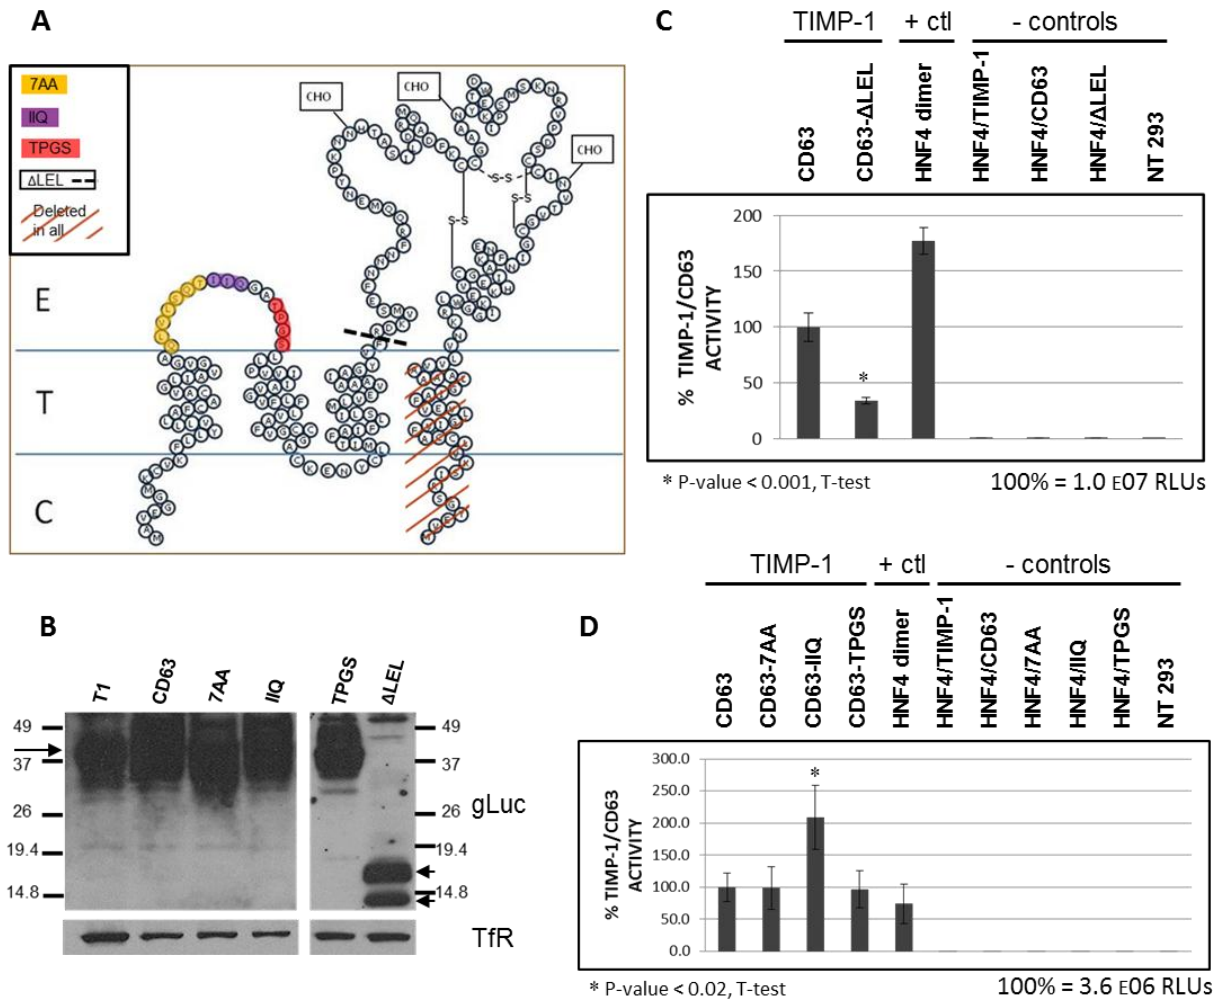 A
7AA
IIQ
TPGS
ΔLEL
Deleted
in all
CHO
CHO
CHO
S-S
S-S
S-S
E
T
C
B
T1
CD63
7AA
IIQ
TPGS
ΔLEL
49
37
26
19.4
14.8
49
37
26
19.4
14.8
gLuc
TfR
C
TIMP-1
+ ctl
- controls
CD63
CD63-ΔLEL
HNF4 dimer
HNF4/TIMP-1
HNF4/CD63
HNF4/ΔLEL
NT 293
% TIMP-1/CD63
ACTIVITY
200
150
100
50
0
*
* P-value < 0.001, T-test
100% = 1.0 E07 RLUs
D
TIMP-1
+ ctl
- controls
CD63
CD63-7AA
CD63-IIQ
CD63-TPGS
HNF4 dimer
HNF4/TIMP-1
HNF4/CD63
HNF4/7AA
HNF4/IIQ
HNF4/TPGS
NT 293
% TIMP-1/CD63
ACTIVITY
300.0
250.0
200.0
150.0
100.0
50.0
0.0
*
* P-value < 0.02, T-test
100% = 3.6 E06 RLUs